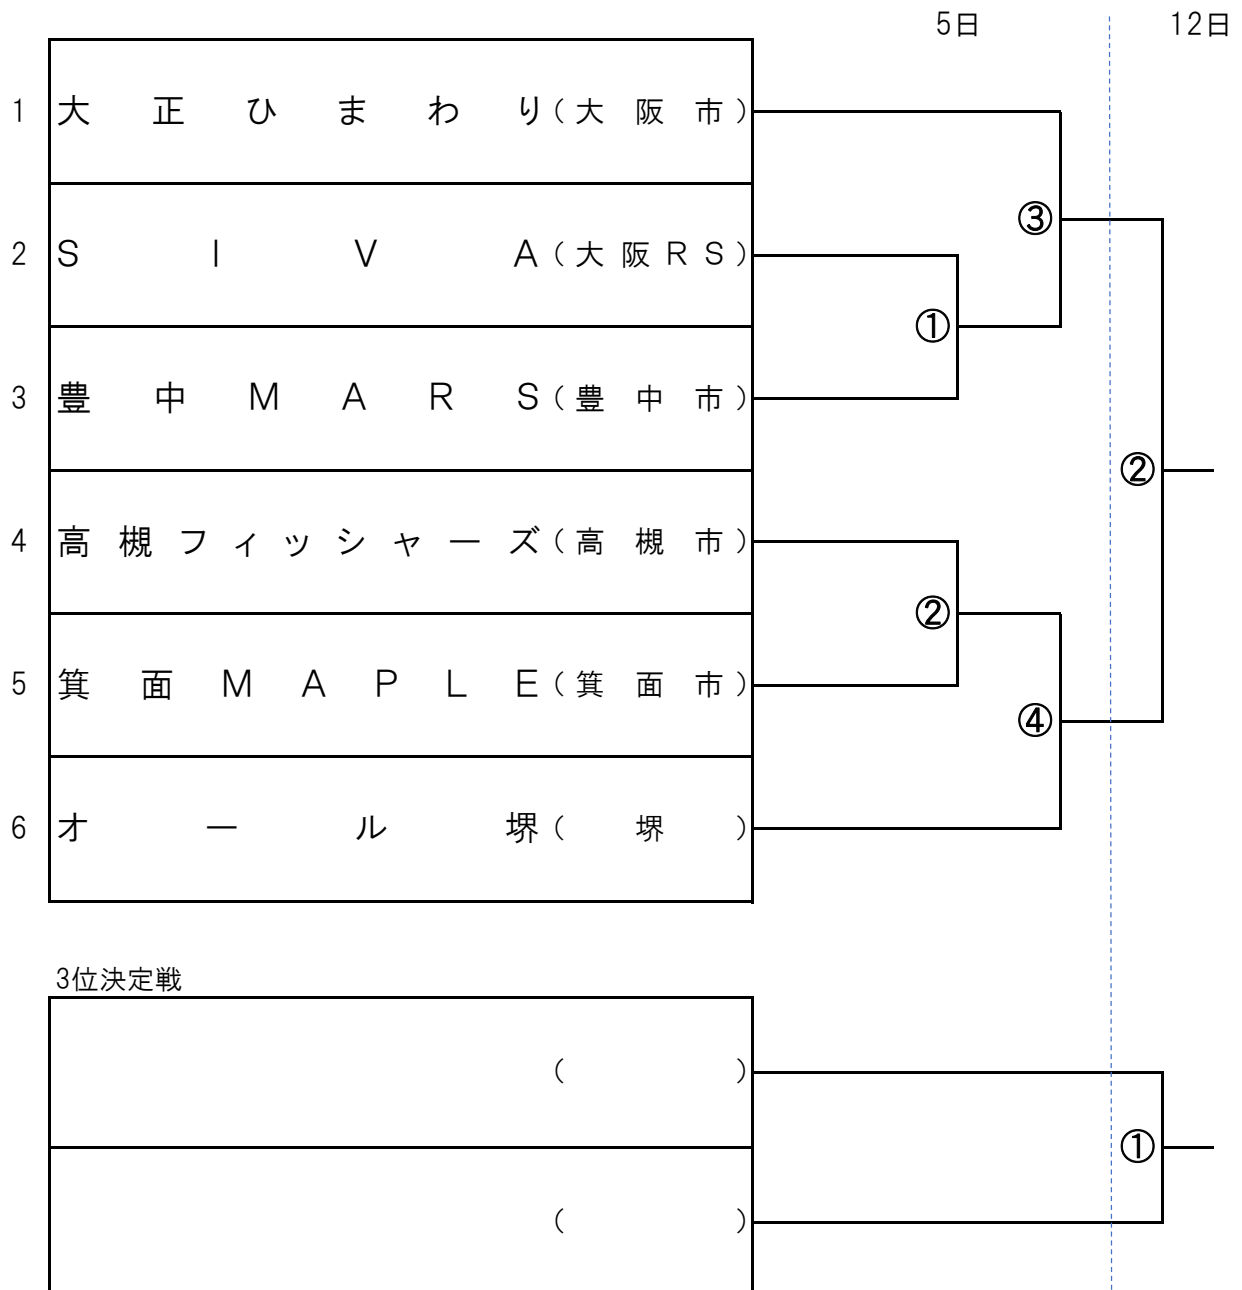 5日 12日
1 大正ひまわり(大阪市)
③
2 SIVA(大阪RS)
①
3 豊中MARS(豊中市)
②
4 高槻フィッシャーズ(高槻市)
②
5 箕面MAPLE(箕面市)
④
6 オール堺(堺)
3位決定戦
( )
①
( )